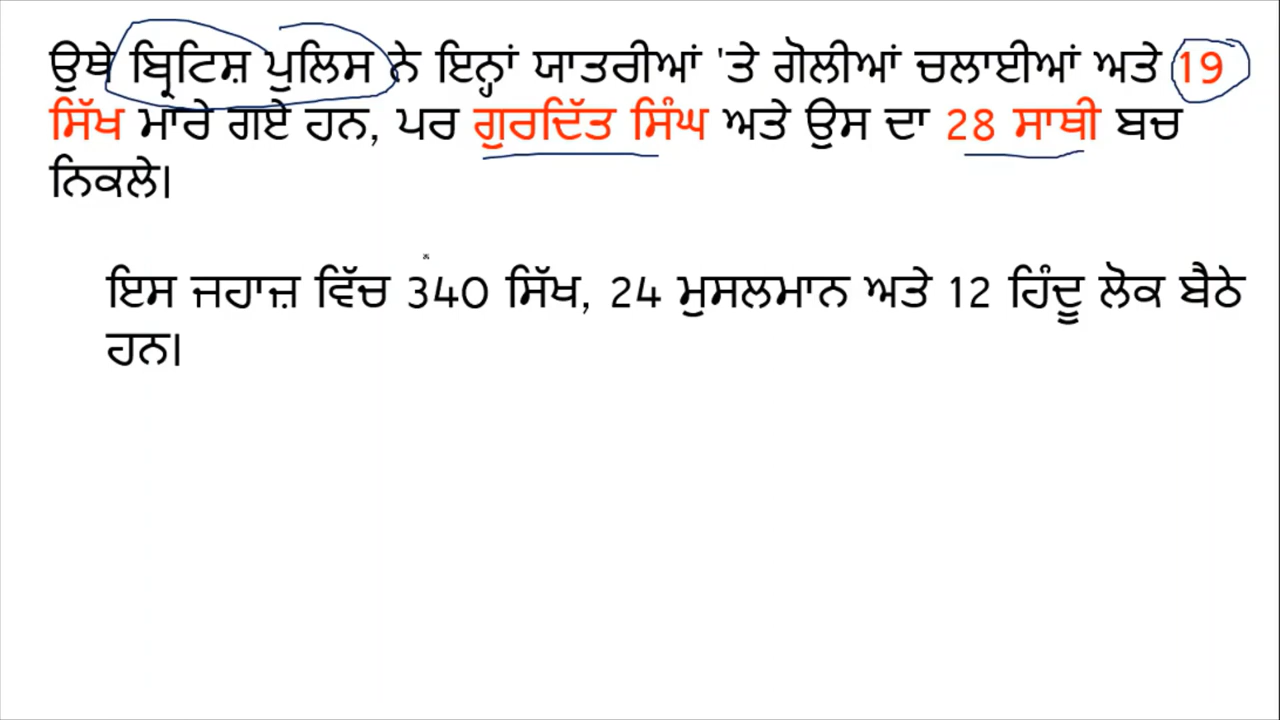 ਉਥੇ ਬ੍ਰਿਟਿਸ਼ ਪੁਲਿਸ ਨੇ ਇਨ੍ਹਾਂ ਯਾਤਰੀਆਂ 'ਤੇ ਗੋਲੀਆਂ ਚਲਾਈਆਂ ਅਤੇ 19
ਸਿੱਖ ਮਾਰੇ ਗਏ ਹਨ, ਪਰ ਗੁਰਦਿੱਤ ਸਿੰਘ ਅਤੇ ਉਸ ਦਾ 28 ਸਾਥੀ ਬਚ
ਨਿਕਲੇ।
ਇਸ ਜਹਾਜ਼ ਵਿੱਚ 340 ਸਿੱਖ, 24 ਮੁਸਲਮਾਨ ਅਤੇ 12 ਹਿੰਦੂ ਲੋਕ ਬੈਠੇ
ਹਨ।